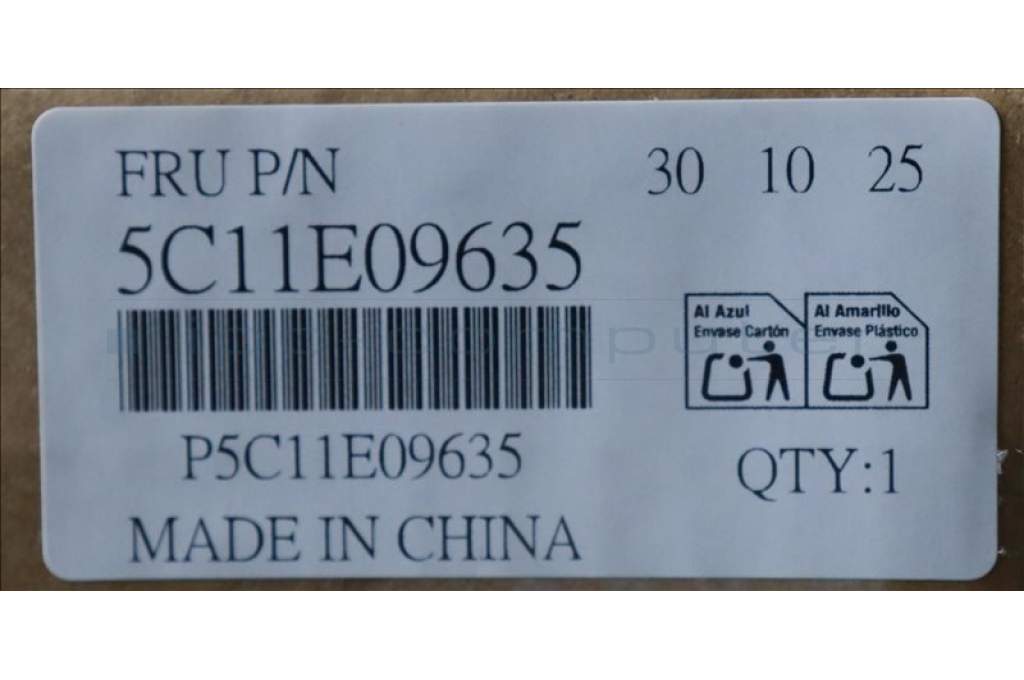 FRU P/N 30 10 25
5C11E09635
Al Azul
Envase Cartón
Al Amarillo
Envase Plástico
P5C11E09635
QTY:1
MADE IN CHINA